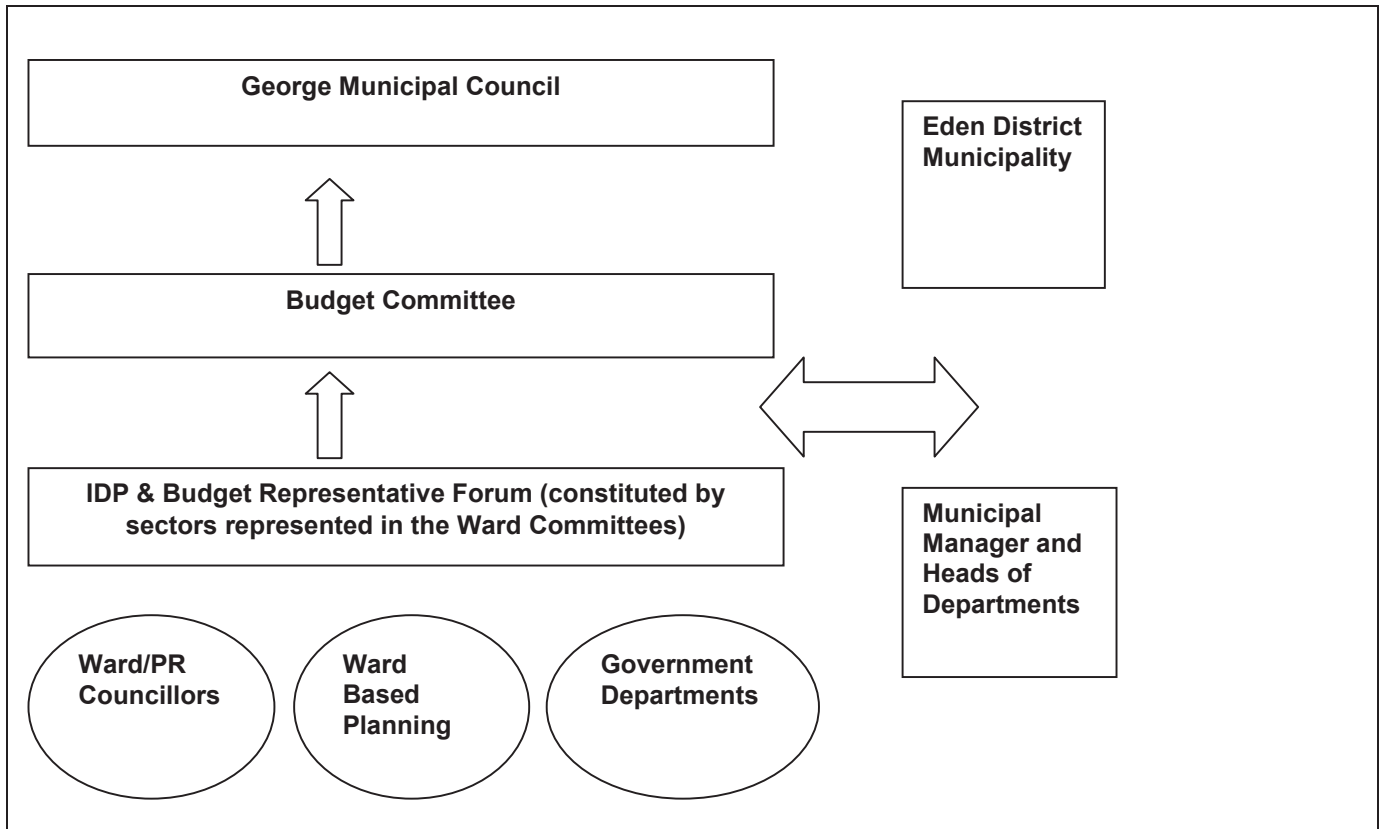 George Municipal Council
Eden District
Municipality
Budget Committee
IDP & Budget Representative Forum (constituted by
sectors represented in the Ward Committees)
Municipal
Manager and
Heads of
Departments
Ward/PR
Councillors
Ward
Based
Planning
Government
Departments